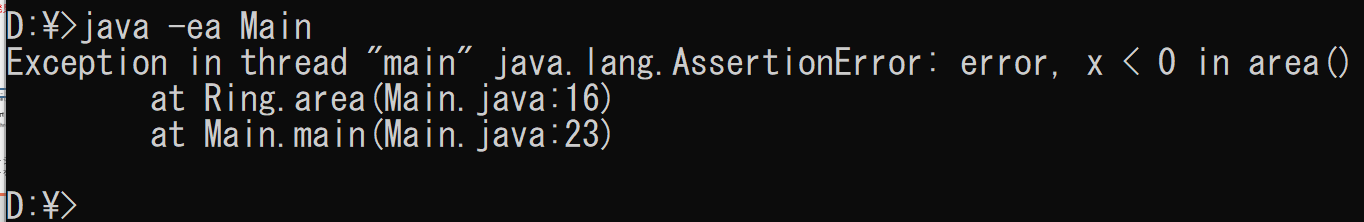 D:¥>java -ea Main
Exception in thread "main" java.lang.AssertionError: error, x < 0 in area()
        at Ring.area(Main.java:16)
        at Main.main(Main.java:23)
D:¥>